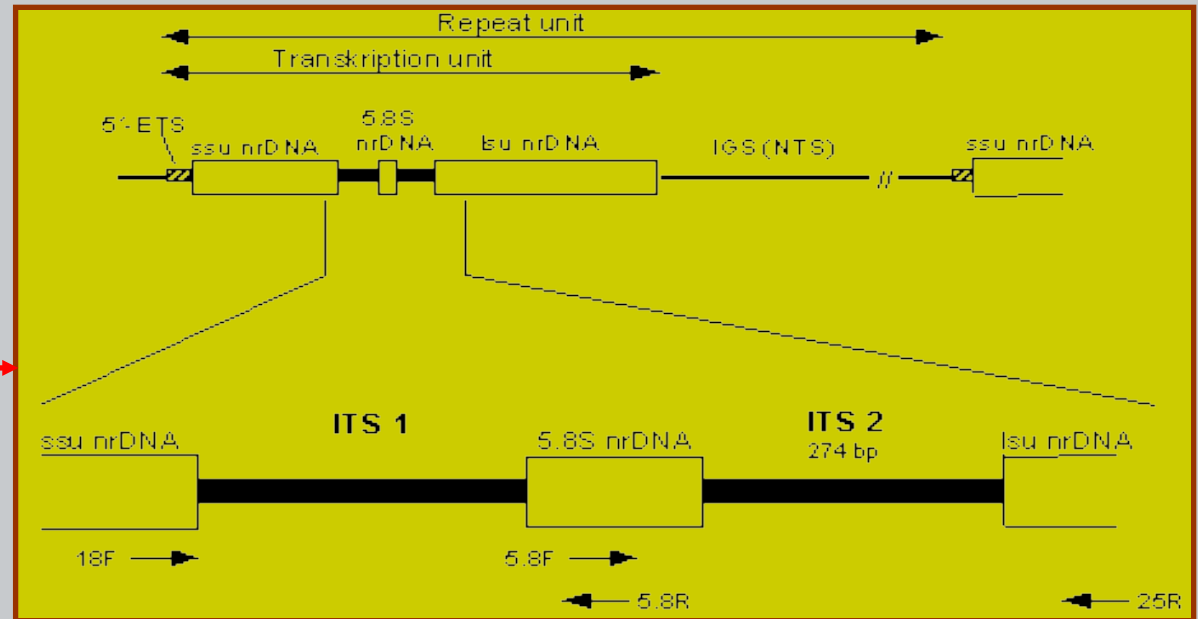 Repeat unit
Transkription unit
5'-ETS
ssu nrDNA
5.8S
nrDNA
lsu nrDNA
IGS (NTS)
ssu nrDNA
//
ssu nrDNA
ITS 1
5.8S nrDNA
ITS 2
274 bp
lsu nrDNA
18F
5.8F
5.8R
25R